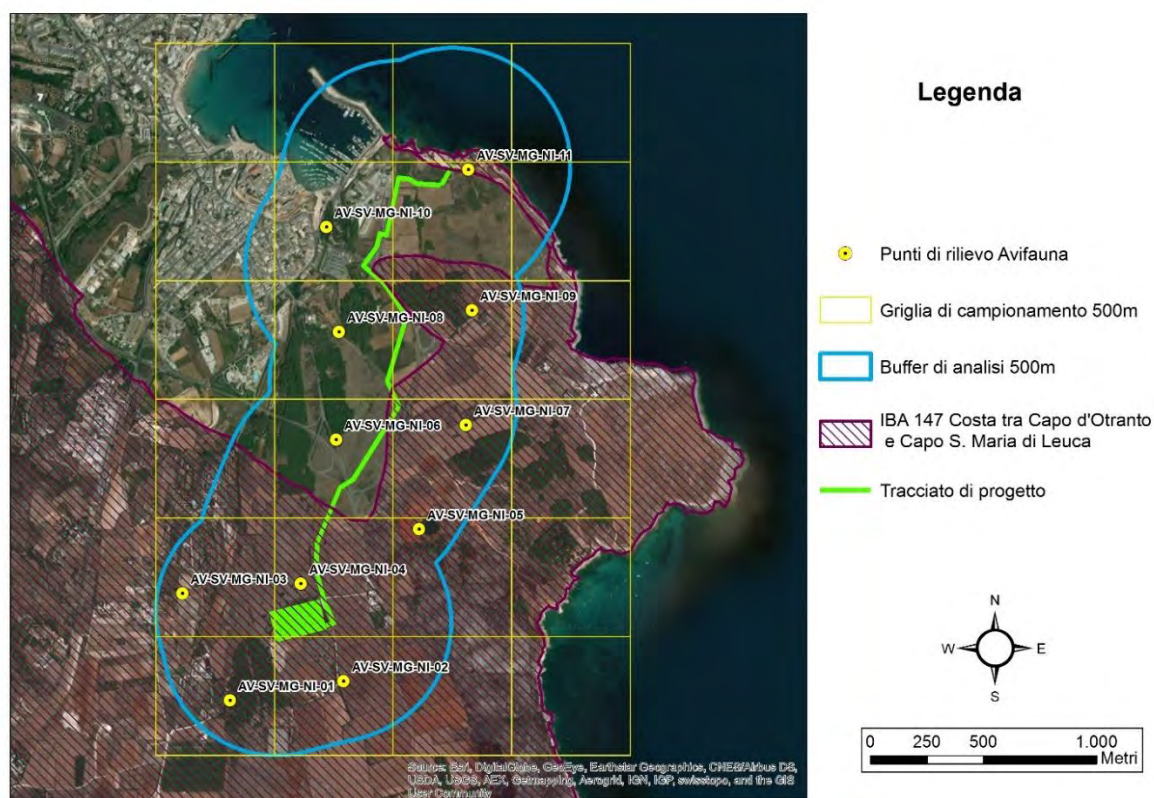 AV-SV-MG-NI-11
AV-SV-MG-NI-10
AV-SV-MG-NI-09
AV-SV-MG-NI-08
AV-SV-MG-NI-07
AV-SV-MG-NI-06
AV-SV-MG-NI-05
AV-SV-MG-NI-04
AV-SV-MG-NI-03
AV-SV-MG-NI-02
AV-SV-MG-NI-01
Source: Esri, DigitalGlobe, GeoEye, Earthstar Geographics, CNES/Airbus DS,
USDA, USGS, AEX, Getmapping, Aerogrid, IGN, IGP, swisstopo, and the GIS
User Community
Legenda
Punti di rilievo Avifauna
Griglia di campionamento 500m
Buffer di analisi 500m
IBA 147 Costa tra Capo d'Otranto
e Capo S. Maria di Leuca
Tracciato di progetto
N
W E
S
0 250 500 1.000
Metri